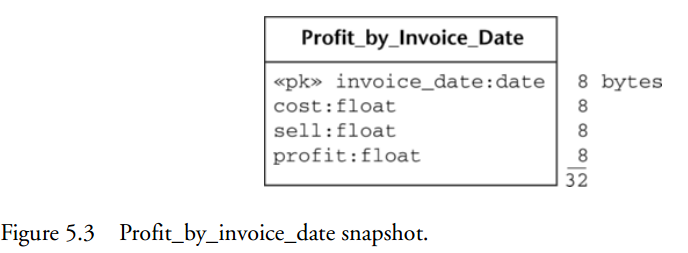 Profit_by_Invoice_Date
«pk» invoice_date:date 8 bytes
cost:float 8
sell:float 8
profit:float 8
32
Figure 5.3 Profit_by_invoice_date snapshot.